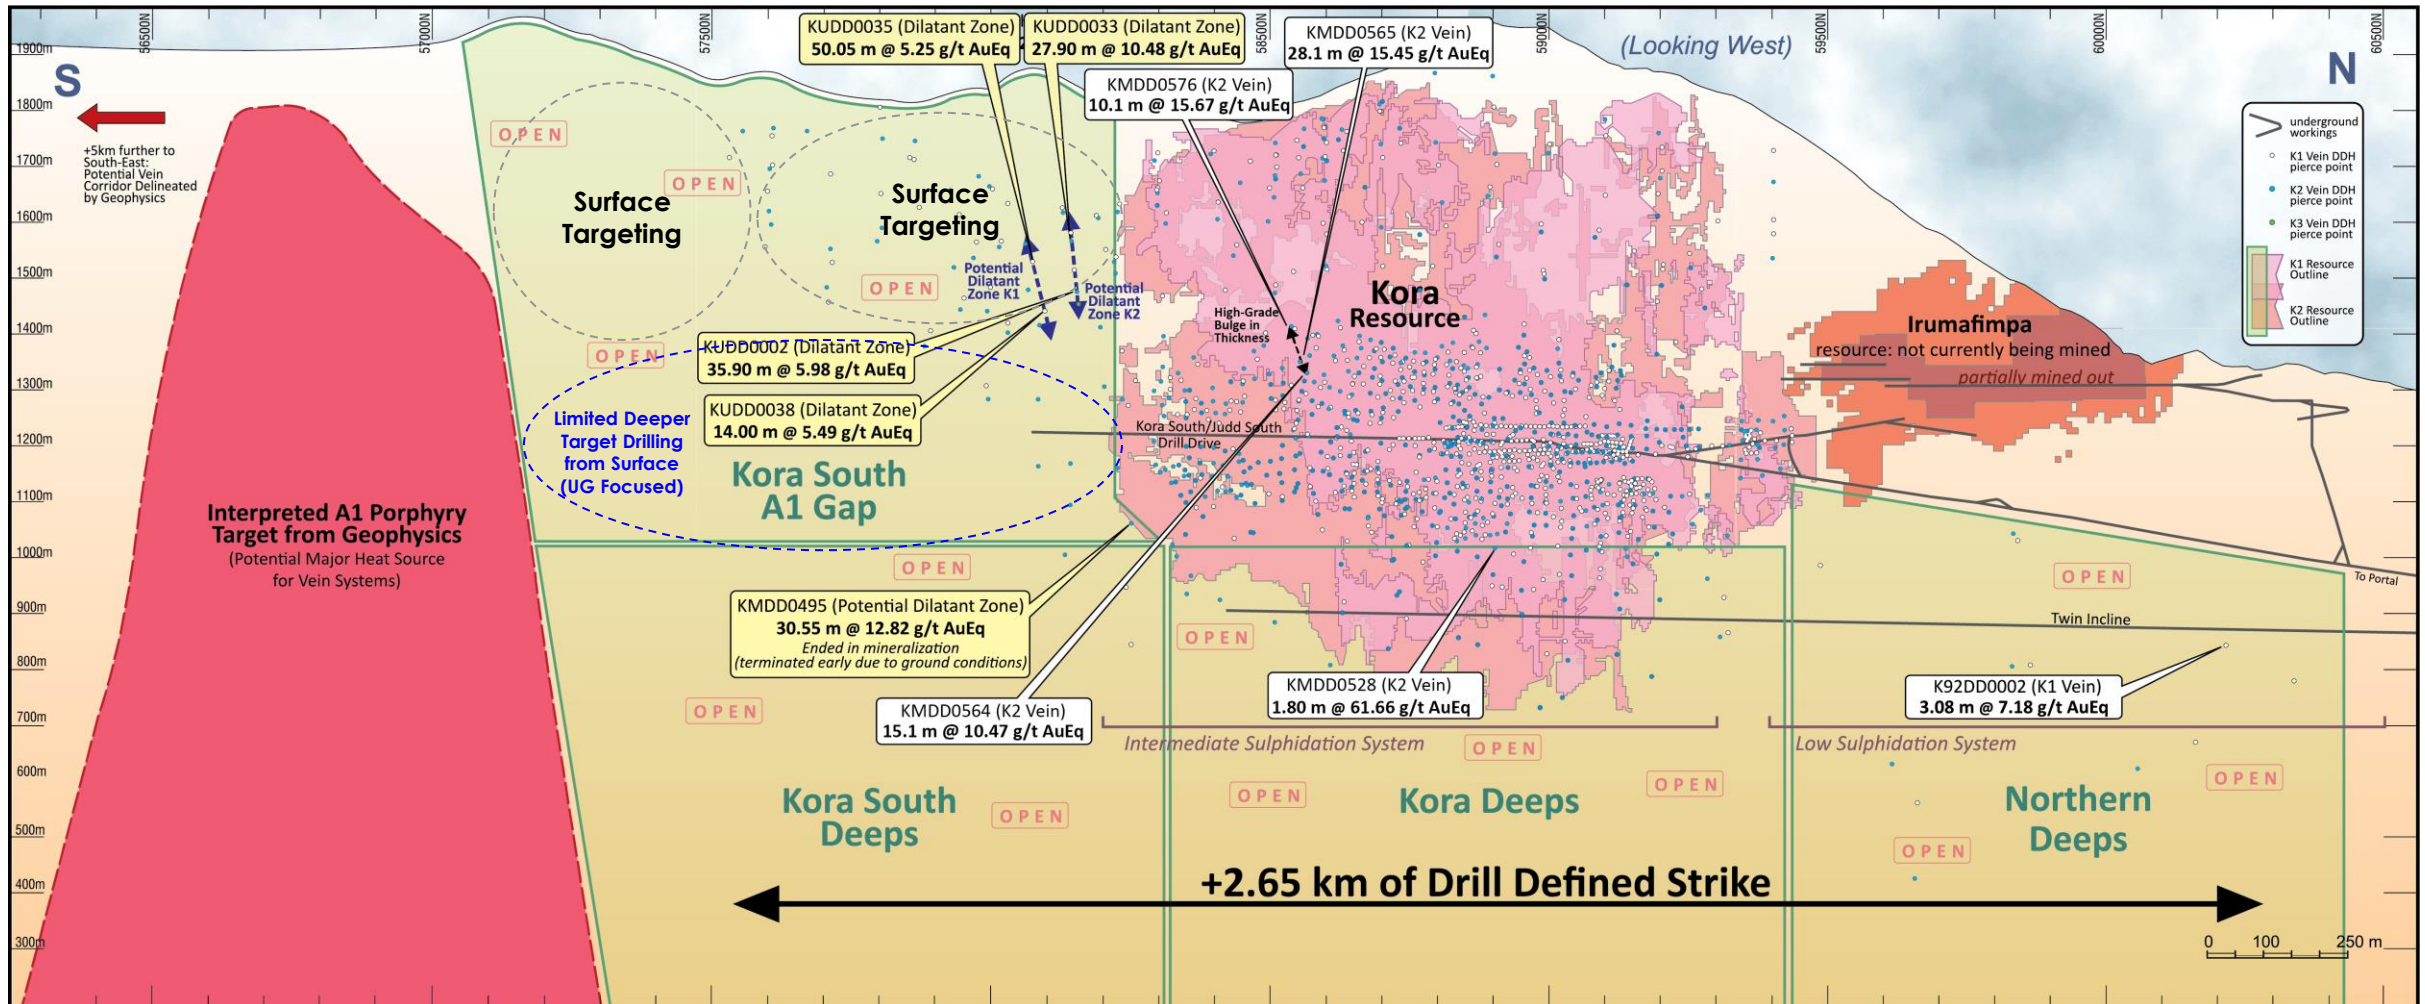 56500N
57000N
57500N
58500N
59000N
59500N
60000N
60500N
S
N
(Looking West)
1900m
1800m
1700m
1600m
1500m
1400m
1300m
1200m
1100m
1000m
900m
800m
700m
600m
500m
400m
300m
+5km further to
South-East:
Potential Vein
Corridor Delineated
by Geophysics
KUDD0035 (Dilatant Zone)
50.05 m @ 5.25 g/t AuEq
KUDD0033 (Dilatant Zone)
27.90 m @ 10.48 g/t AuEq
KMDD0565 (K2 Vein)
28.1 m @ 15.45 g/t AuEq
KMDD0576 (K2 Vein)
10.1 m @ 15.67 g/t AuEq
underground
workings
K1 Vein DDH
pierce point
K2 Vein DDH
pierce point
K3 Vein DDH
pierce point
K1 Resource
Outline
K2 Resource
Outline
OPEN
OPEN
Surface
Targeting
Surface
Targeting
OPEN
Potential
Dilatant
Zone K1
Potential
Dilatant
Zone K2
High-Grade
Bulge in
Thickness
Kora
Resource
Irumafimpa
resource: not currently being mined
partially mined out
OPEN
KUDD0002 (Dilatant Zone)
35.90 m @ 5.98 g/t AuEq
KUDD0038 (Dilatant Zone)
14.00 m @ 5.49 g/t AuEq
Limited Deeper
Target Drilling
from Surface
(UG Focused)
Kora South/Judd South
Drill Drive
Kora South
A1 Gap
Interpreted A1 Porphyry
Target from Geophysics
(Potential Major Heat Source
for Vein Systems)
OPEN
OPEN
To Portal
KMDD0495 (Potential Dilatant Zone)
30.55 m @ 12.82 g/t AuEq
Ended in mineralization
(terminated early due to ground conditions)
OPEN
Twin Incline
KMDD0564 (K2 Vein)
15.1 m @ 10.47 g/t AuEq
KMDD0528 (K2 Vein)
1.80 m @ 61.66 g/t AuEq
K92DD0002 (K1 Vein)
3.08 m @ 7.18 g/t AuEq
OPEN
Intermediate Sulphidation System
OPEN
Low Sulphidation System
OPEN
OPEN
OPEN
Kora South
Deeps
OPEN
Kora Deeps
Northern
Deeps
OPEN
+2.65 km of Drill Defined Strike
0 100 250 m